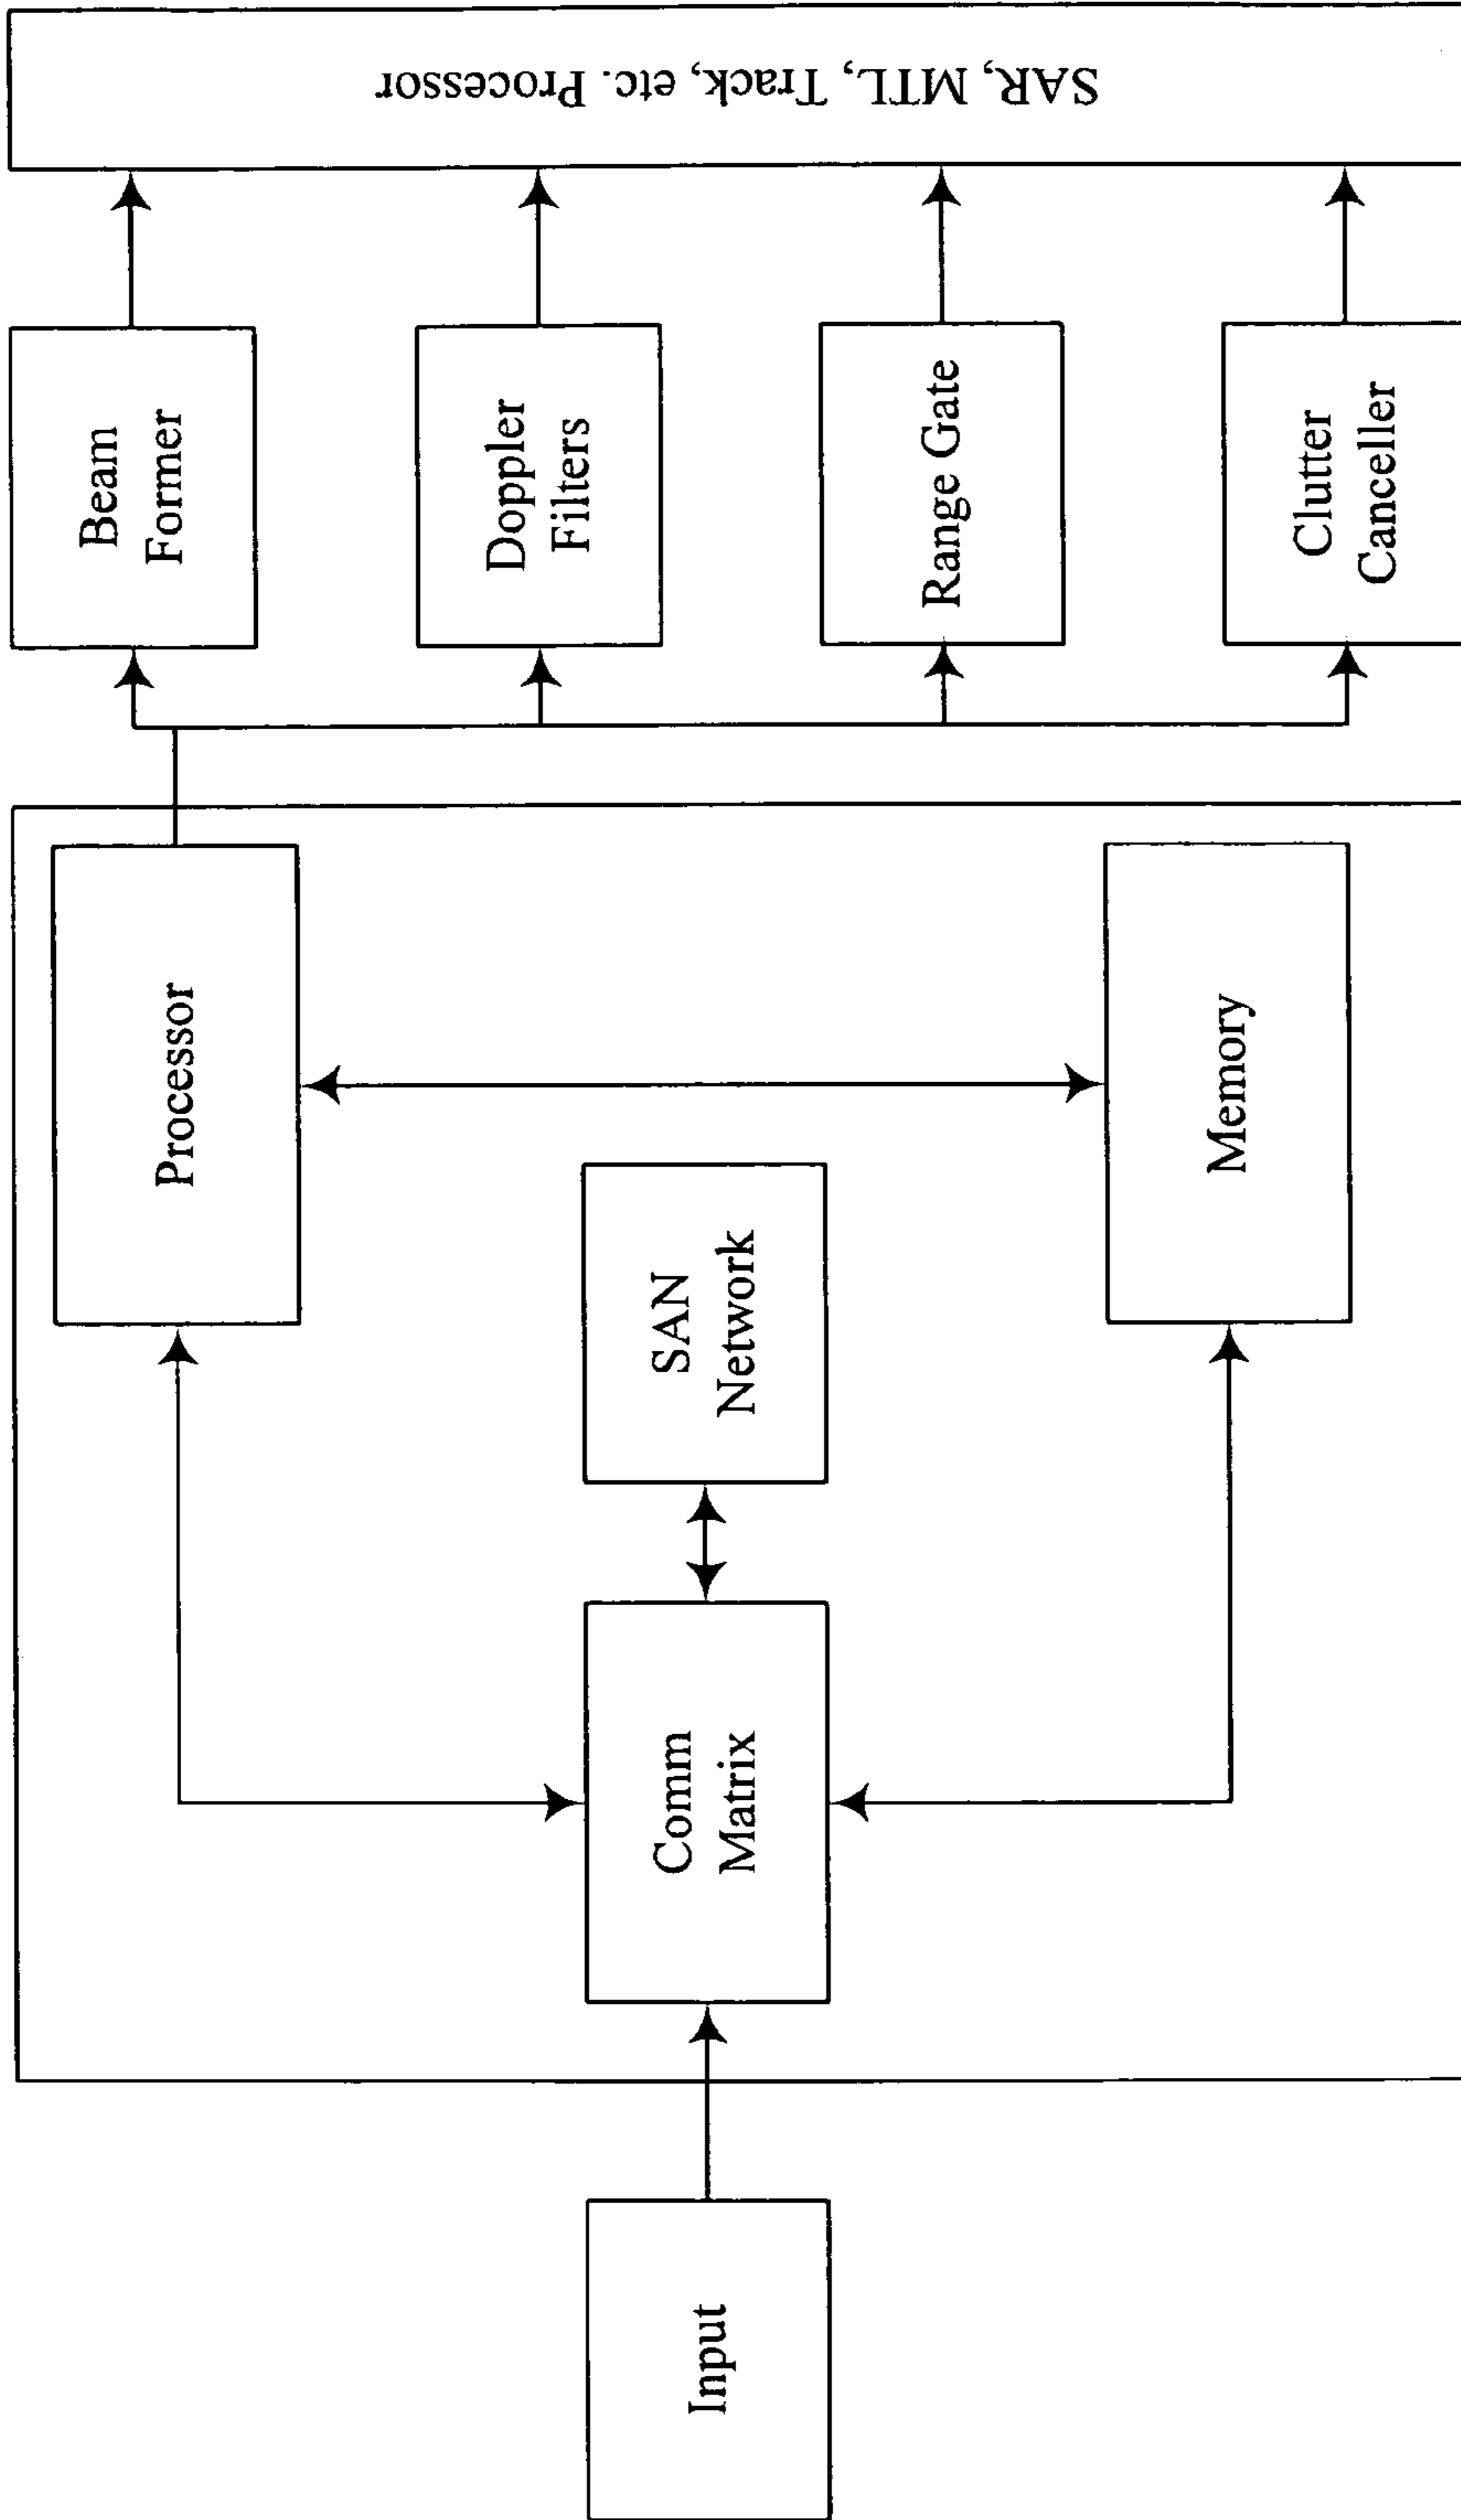 Input
Comm
Matrix
SAN
Network
Processor
Memory
Beam
Former
Doppler
Filters
Range Gate
Clutter
Canceller
SAR, MTL, Track, etc. Processor